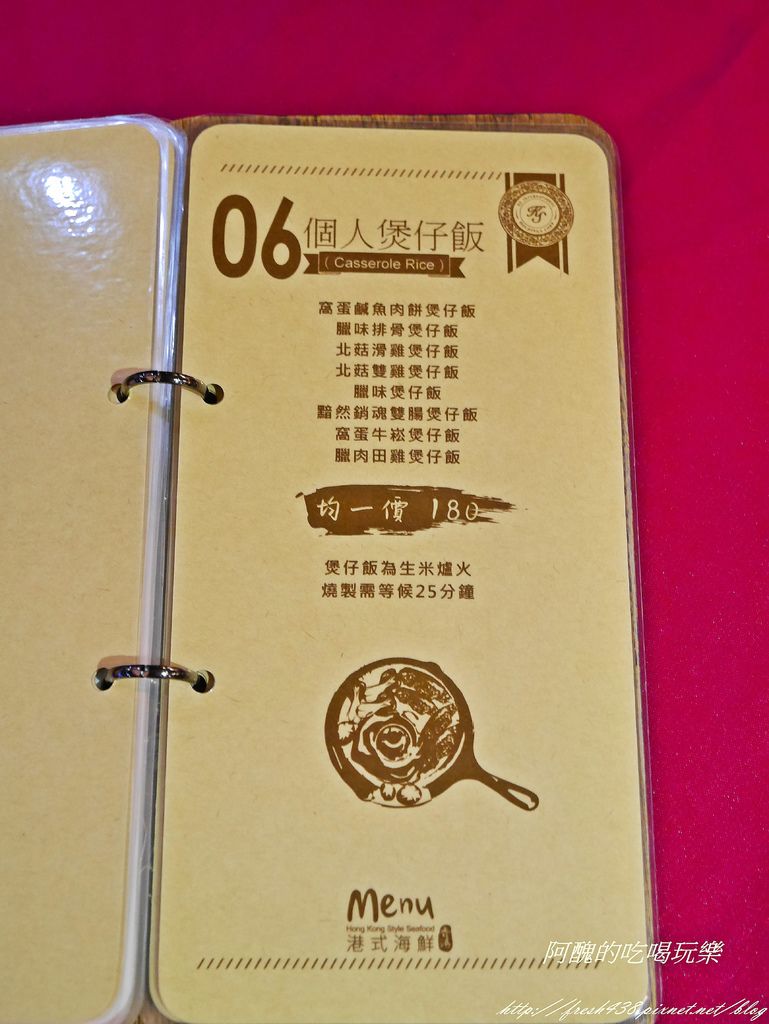 06 個人煲仔飯
( Casserole Rice )
窩蛋鹹魚肉餅煲仔飯
臘味排骨煲仔飯
北菇滑雞煲仔飯
北菇雙雞煲仔飯
臘味煲仔飯
黯然銷魂雙腸煲仔飯
窩蛋牛崧煲仔飯
臘肉田雞煲仔飯
均一價 180
煲仔飯為生米爐火
燒製需等候25分鐘
Menu
Hong Kong Style Seafood
港式海鮮
阿醜的吃喝玩樂
http://fresh438.pixnet.net/blog